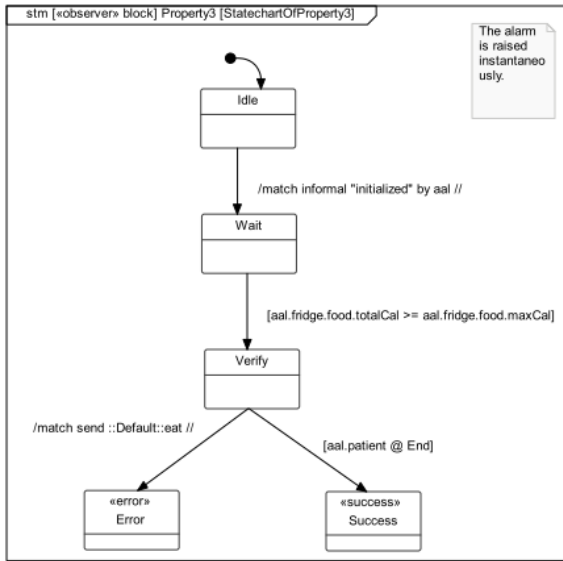 stm [«observer» block] Property3 [StatechartOfProperty3]
The alarm
is raised
instantaneo
usly.
Idle
/match informal "initialized" by aal //
Wait
[aal.fridge.food.totalCal >= aal.fridge.food.maxCal]
Verify
/match send ::Default::eat //
[aal.patient @ End]
«error»
Error
«success»
Success